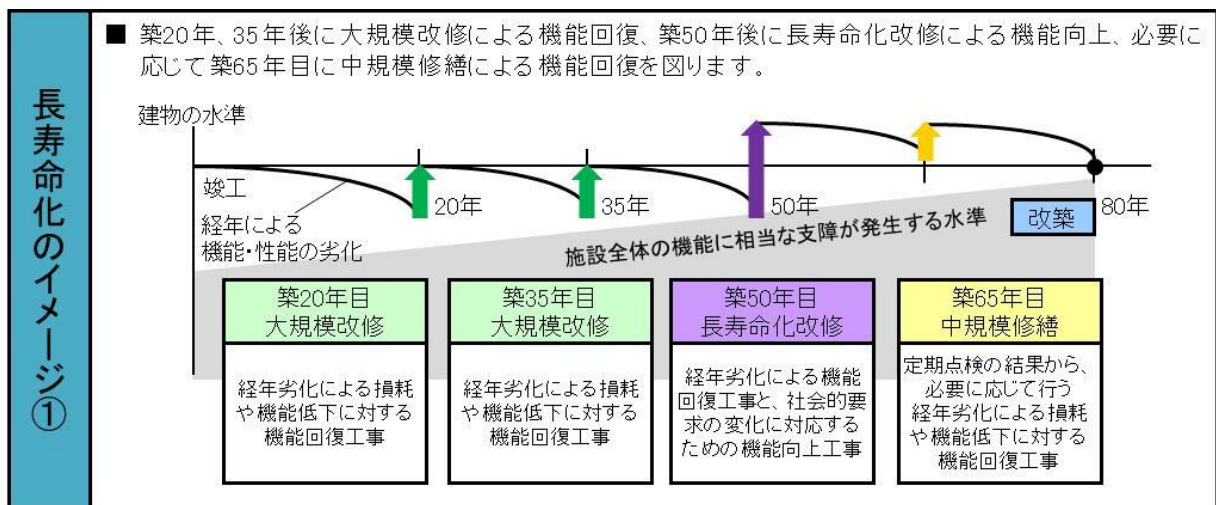 長寿命化のイメージ①
■ 築20年、35年後に大規模改修による機能回復、築50年後に長寿命化改修による機能向上、必要に
応じて築65年目に中規模修繕による機能回復を図ります。
建物の水準
竣工
経年による
機能・性能の劣化
20年
35年
50年
80年
改築
施設全体の機能に相当な支障が発生する水準
築20年目
大規模改修
経年劣化による損耗
や機能低下に対する
機能回復工事
築35年目
大規模改修
経年劣化による損耗
や機能低下に対する
機能回復工事
築50年目
長寿命化改修
経年劣化による機能
回復工事と、社会的要
求の変化に対応する
ための機能向上工事
築65年目
中規模修繕
定期点検の結果から、
必要に応じて行う
経年劣化による損耗
や機能低下に対する
機能回復工事